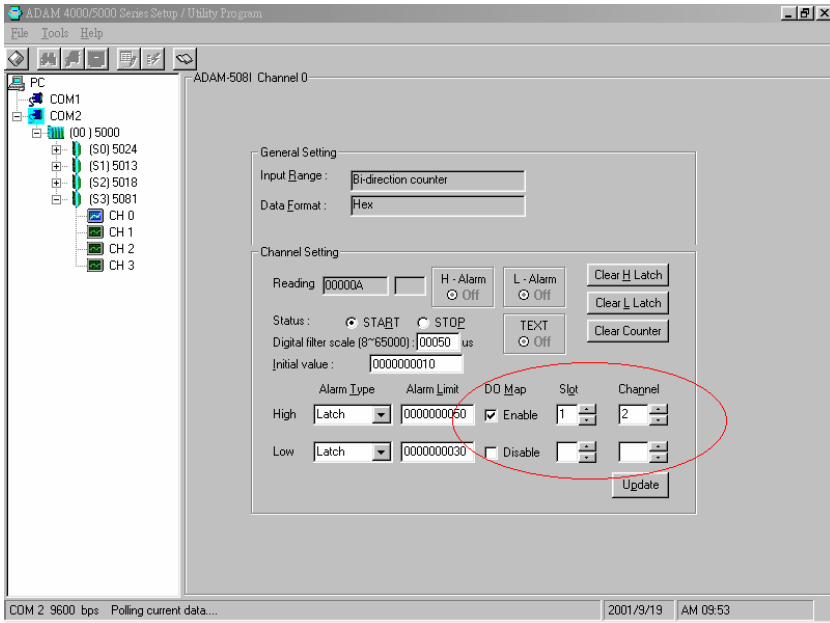 ADAM 4000/5000 Series Setup / Utility Program
File Tools Help
PC
COM1
COM2
(00 ) 5000
(S0) 5024
(S1) 5013
(S2) 5018
(S3) 5081
CH 0
CH 1
CH 2
CH 3
ADAM-5081 Channel 0
General Setting
Input Range : Bi-direction counter
Data Format : Hex
Channel Setting
Reading 00000A H - Alarm Off L - Alarm Off Clear H Latch
Clear L Latch
Status : START STOP TEXT Off Clear Counter
Digital filter scale (8~65000) : 00050 us
Initial value : 0000000010
Alarm Type Alarm Limit DO Map Slot Channel
High Latch 0000000050 Enable 1 2
Low Latch 0000000030 Disable
Update
COM 2 9600 bps Polling current data.... 2001/9/19 AM 09:53